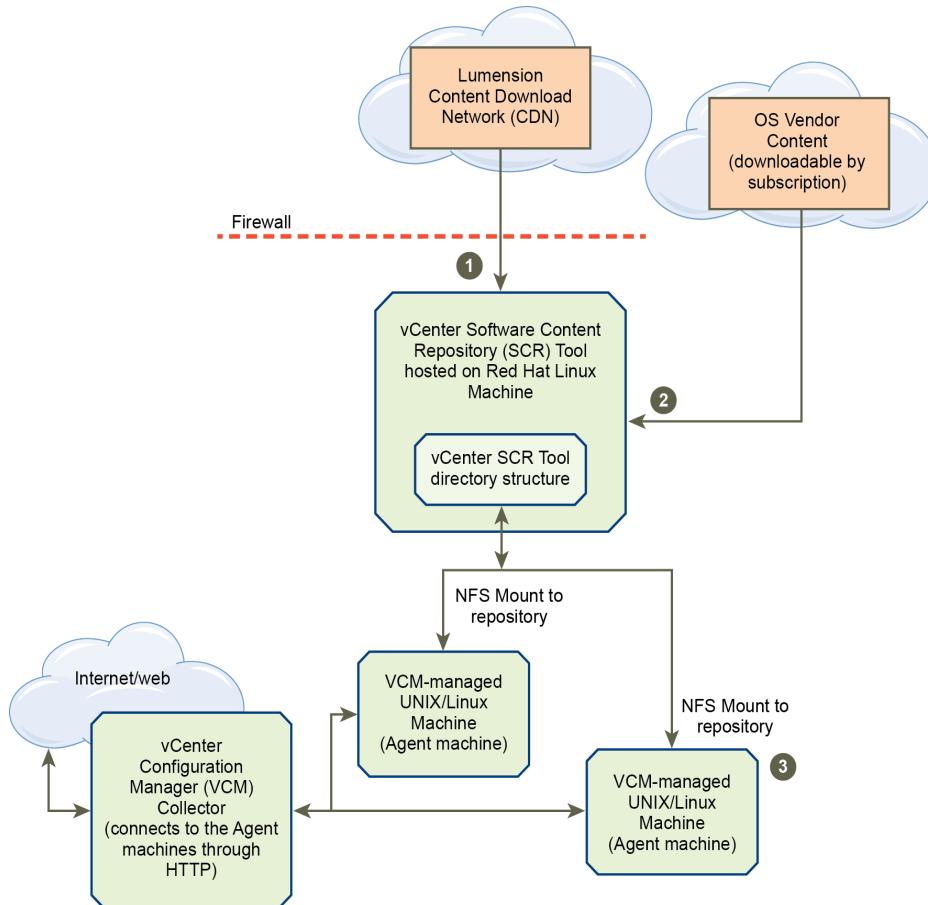 Lumension
Content Download
Network (CDN)
OS Vendor
Content
(downloadable by
subscription)
Firewall
1
vCenter Software Content
Repository (SCR) Tool
hosted on Red Hat Linux
Machine
2
vCenter SCR Tool
directory structure
NFS Mount to
repository
Internet/web
VCM-managed
UNIX/Linux
Machine
(Agent machine)
NFS Mount to
repository
vCenter
Configuration
Manager (VCM)
Collector
(connects to the Agent
machines through
HTTP)
3
VCM-managed
UNIX/Linux
Machine
(Agent machine)